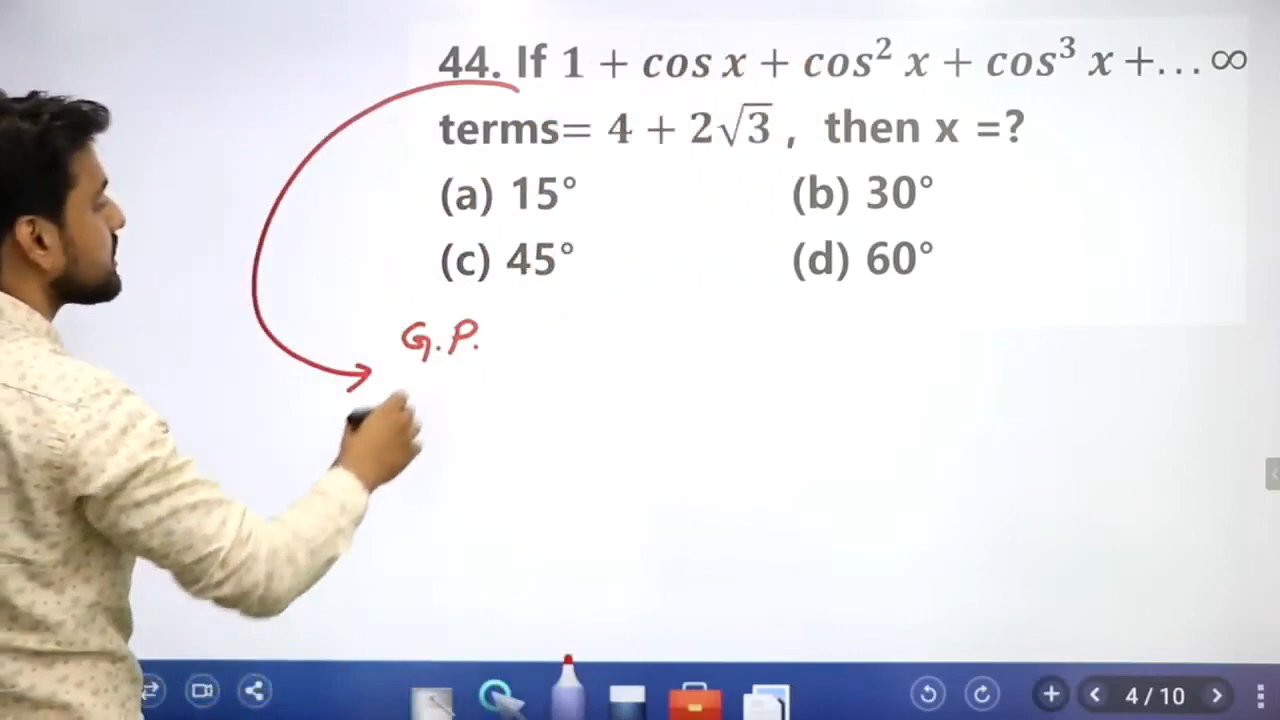 44. If 1 + cos x + cos² x + cos³ x +... ∞
terms= 4 + 2√3 , then x =?
(a) 15° (b) 30°
(c) 45° (d) 60°
G.P.
4 / 10